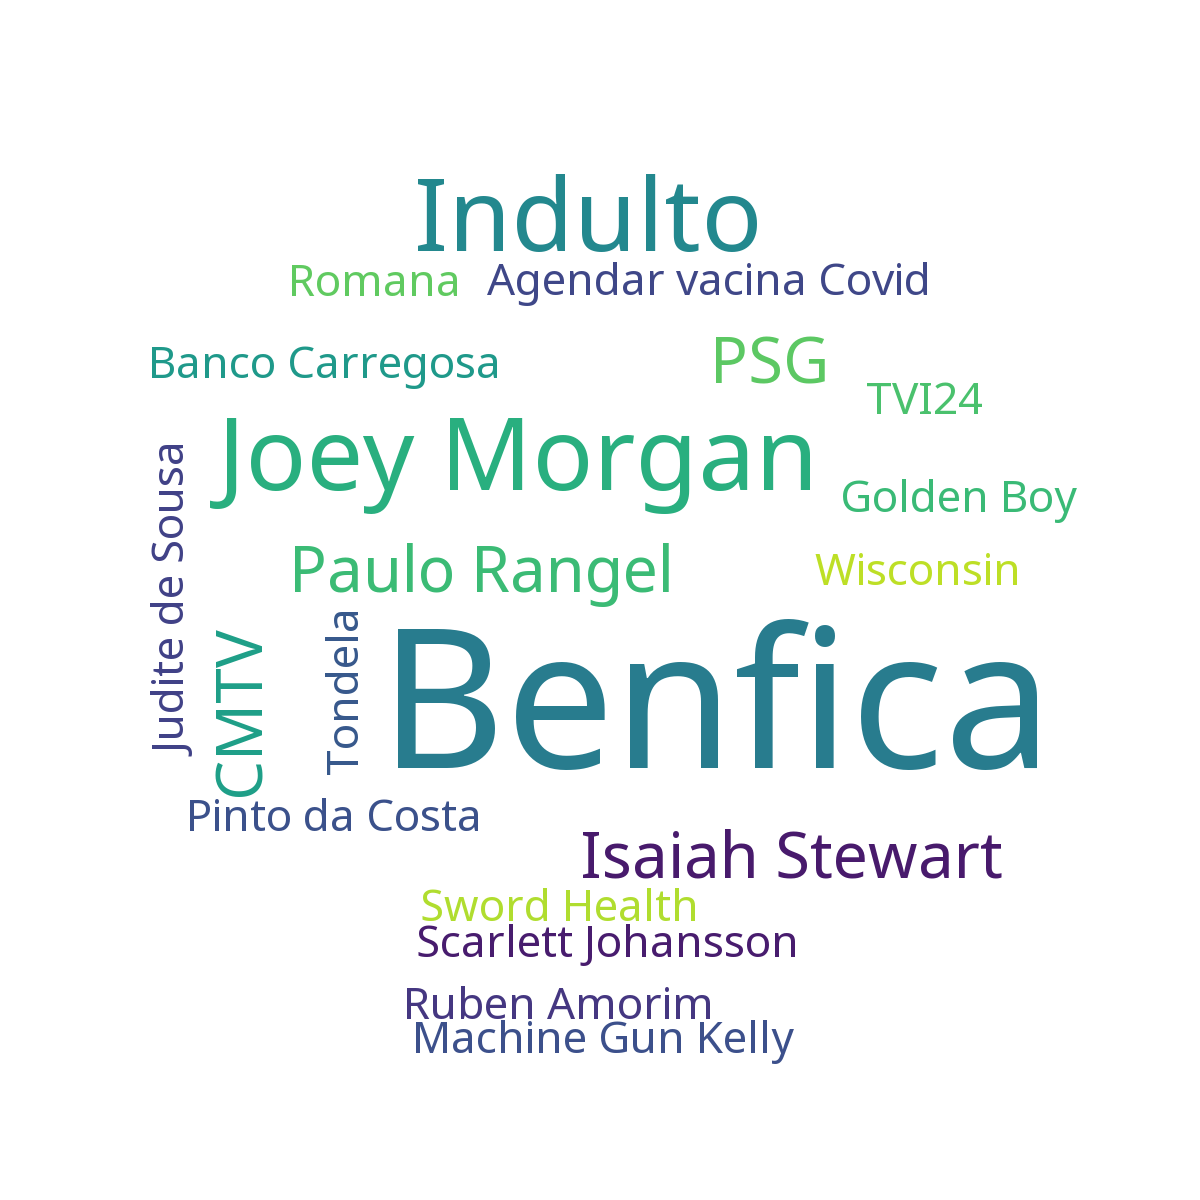 Indulto
Romana
Agendar vacina Covid
Banco Carregosa
PSG
TVI24
Joey Morgan
Golden Boy
Judite de Sousa
Paulo Rangel
Wisconsin
CMTV
Tondela
Benfica
Pinto da Costa
Isaiah Stewart
Sword Health
Scarlett Johansson
Ruben Amorim
Machine Gun Kelly